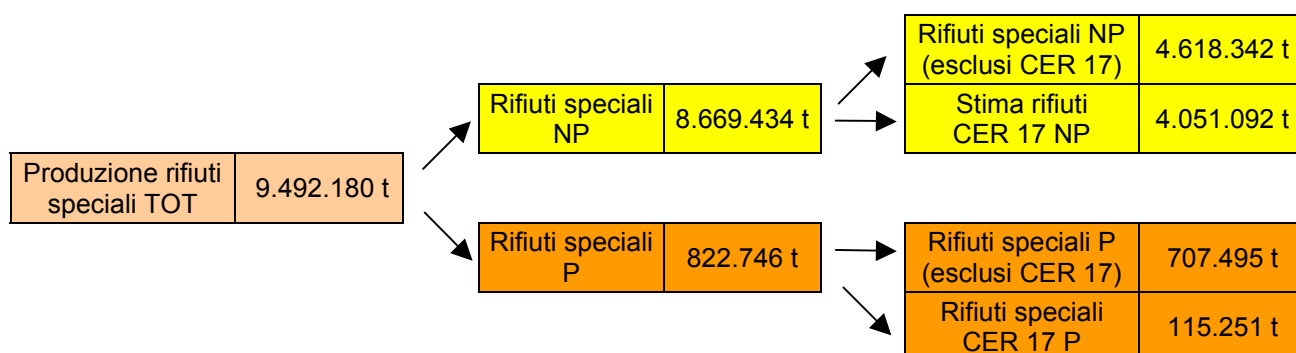 Rifiuti speciali NP
(esclusi CER 17)
4.618.342 t
Rifiuti speciali
NP
8.669.434 t
Stima rifiuti
CER 17 NP
4.051.092 t
Produzione rifiuti
speciali TOT
9.492.180 t
Rifiuti speciali
P
822.746 t
Rifiuti speciali P
(esclusi CER 17)
707.495 t
Rifiuti speciali
CER 17 P
115.251 t